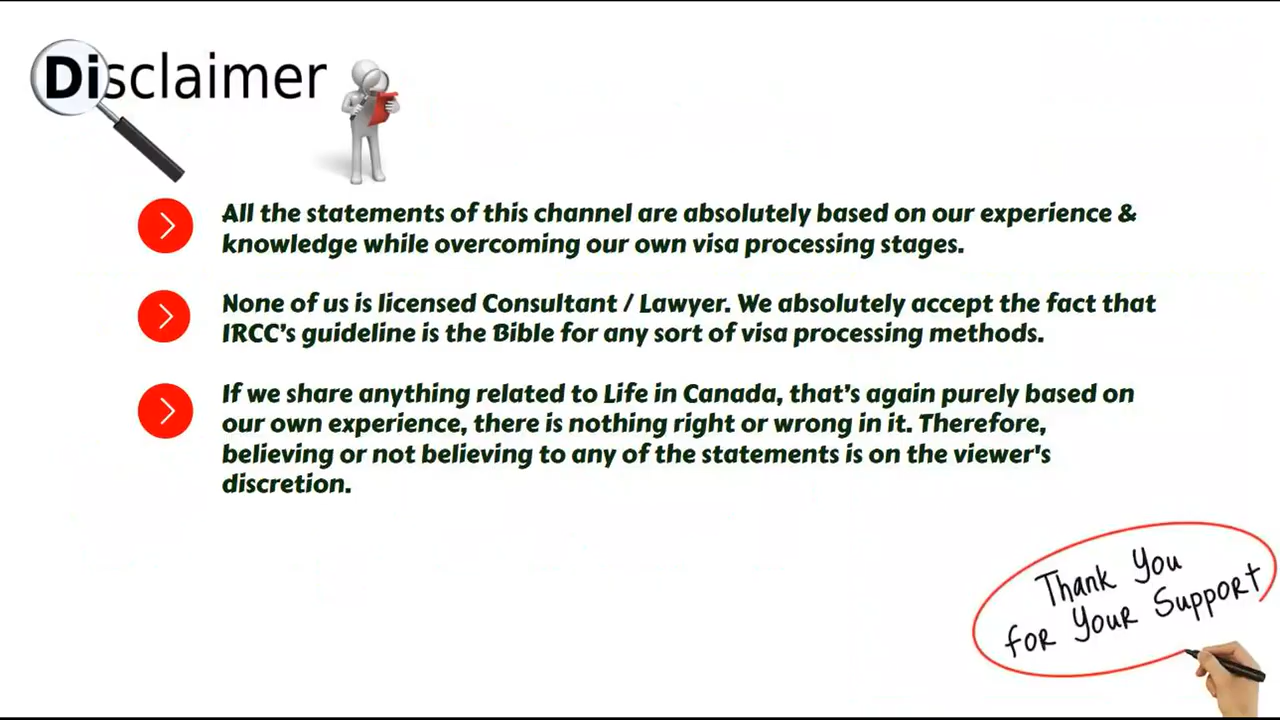 Disclaimer
All the statements of this channel are absolutely based on our experience &
knowledge while overcoming our own visa processing stages.
None of us is licensed Consultant / Lawyer. We absolutely accept the fact that
IRCC's guideline is the Bible for any sort of visa processing methods.
If we share anything related to Life in Canada, that's again purely based on
our own experience, there is nothing right or wrong in it. Therefore,
believing or not believing to any of the statements is on the viewer's
discretion.
Thank You
for Your Support